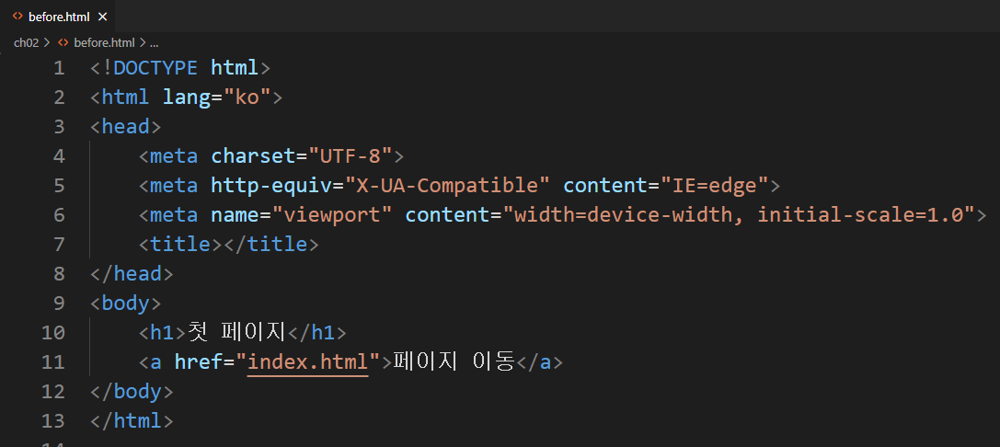 before.html ×
ch02 > before.html > ...
1 <!DOCTYPE html>
2 <html lang="ko">
3 <head>
4     <meta charset="UTF-8">
5     <meta http-equiv="X-UA-Compatible" content="IE=edge">
6     <meta name="viewport" content="width=device-width, initial-scale=1.0">
7     <title></title>
8 </head>
9 <body>
10     <h1>첫 페이지</h1>
11     <a href="index.html">페이지 이동</a>
12 </body>
13 </html>
14